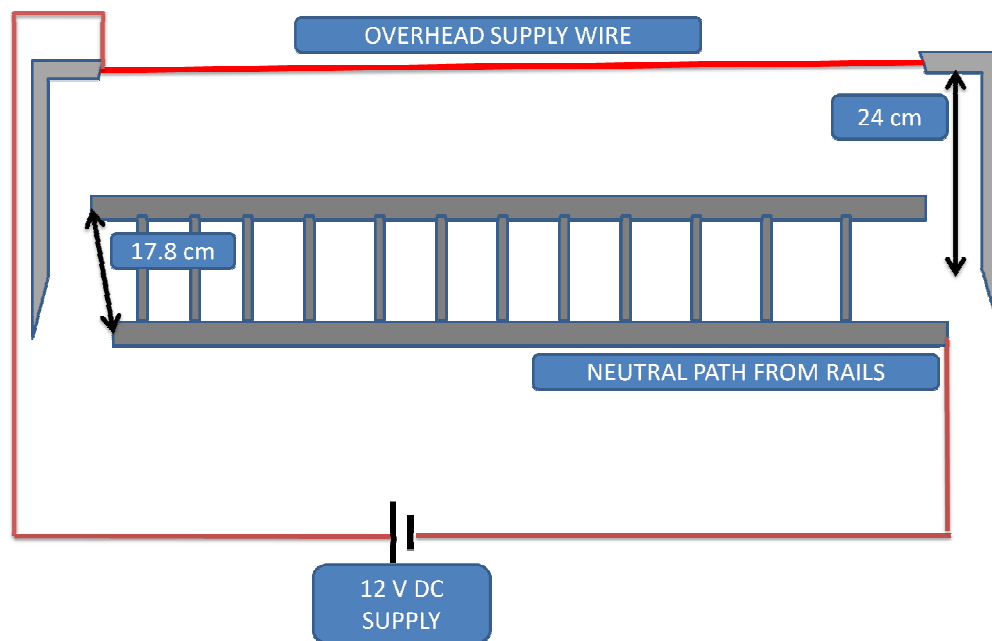 OVERHEAD SUPPLY WIRE
24 cm
17.8 cm
NEUTRAL PATH FROM RAILS
12 V DC
SUPPLY